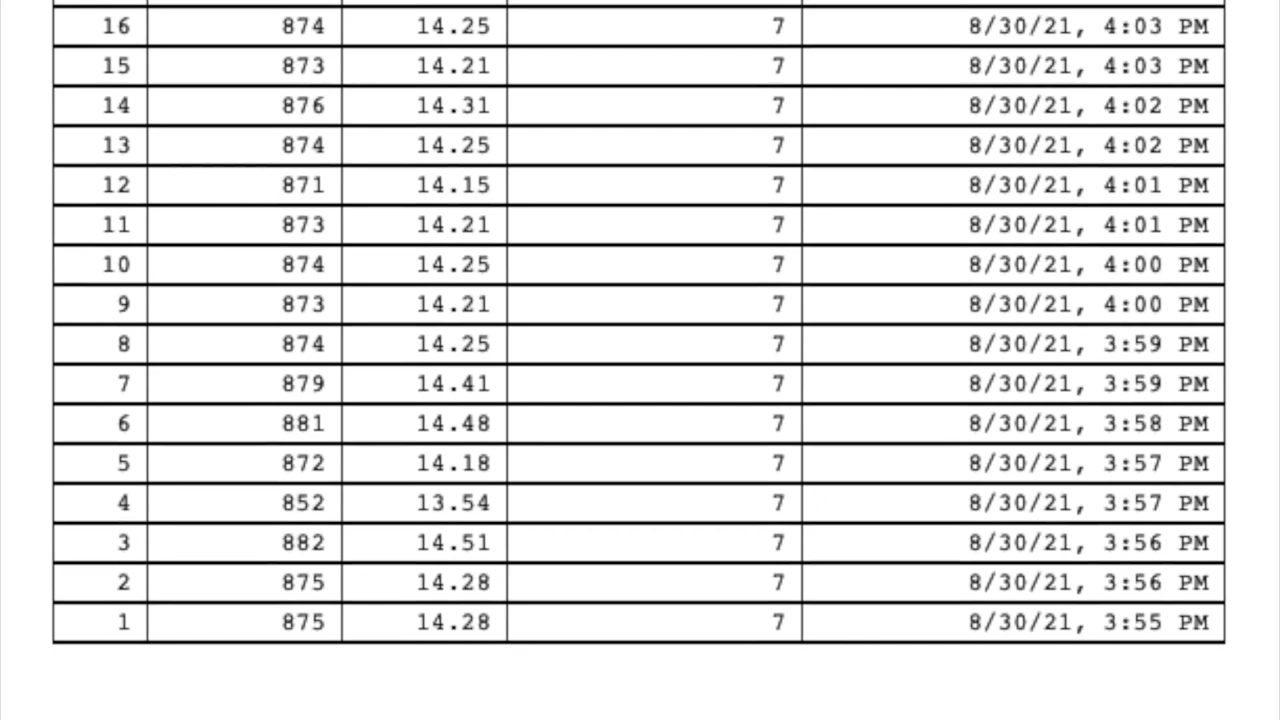 16 874 14.25 7 8/30/21, 4:03 PM
15 873 14.21 7 8/30/21, 4:03 PM
14 876 14.31 7 8/30/21, 4:02 PM
13 874 14.25 7 8/30/21, 4:02 PM
12 871 14.15 7 8/30/21, 4:01 PM
11 873 14.21 7 8/30/21, 4:01 PM
10 874 14.25 7 8/30/21, 4:00 PM
9 873 14.21 7 8/30/21, 4:00 PM
8 874 14.25 7 8/30/21, 3:59 PM
7 879 14.41 7 8/30/21, 3:59 PM
6 881 14.48 7 8/30/21, 3:58 PM
5 872 14.18 7 8/30/21, 3:57 PM
4 852 13.54 7 8/30/21, 3:57 PM
3 882 14.51 7 8/30/21, 3:56 PM
2 875 14.28 7 8/30/21, 3:56 PM
1 875 14.28 7 8/30/21, 3:55 PM